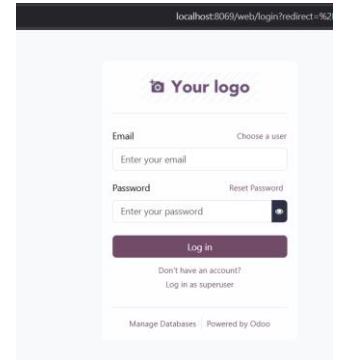 localhost:8069/web/login?redirect=%2
Your logo
Email Choose a user
Enter your email
Password Reset Password
Enter your password
Log in
Don't have an account?
Log in as superuser
Manage Databases Powered by Odoo